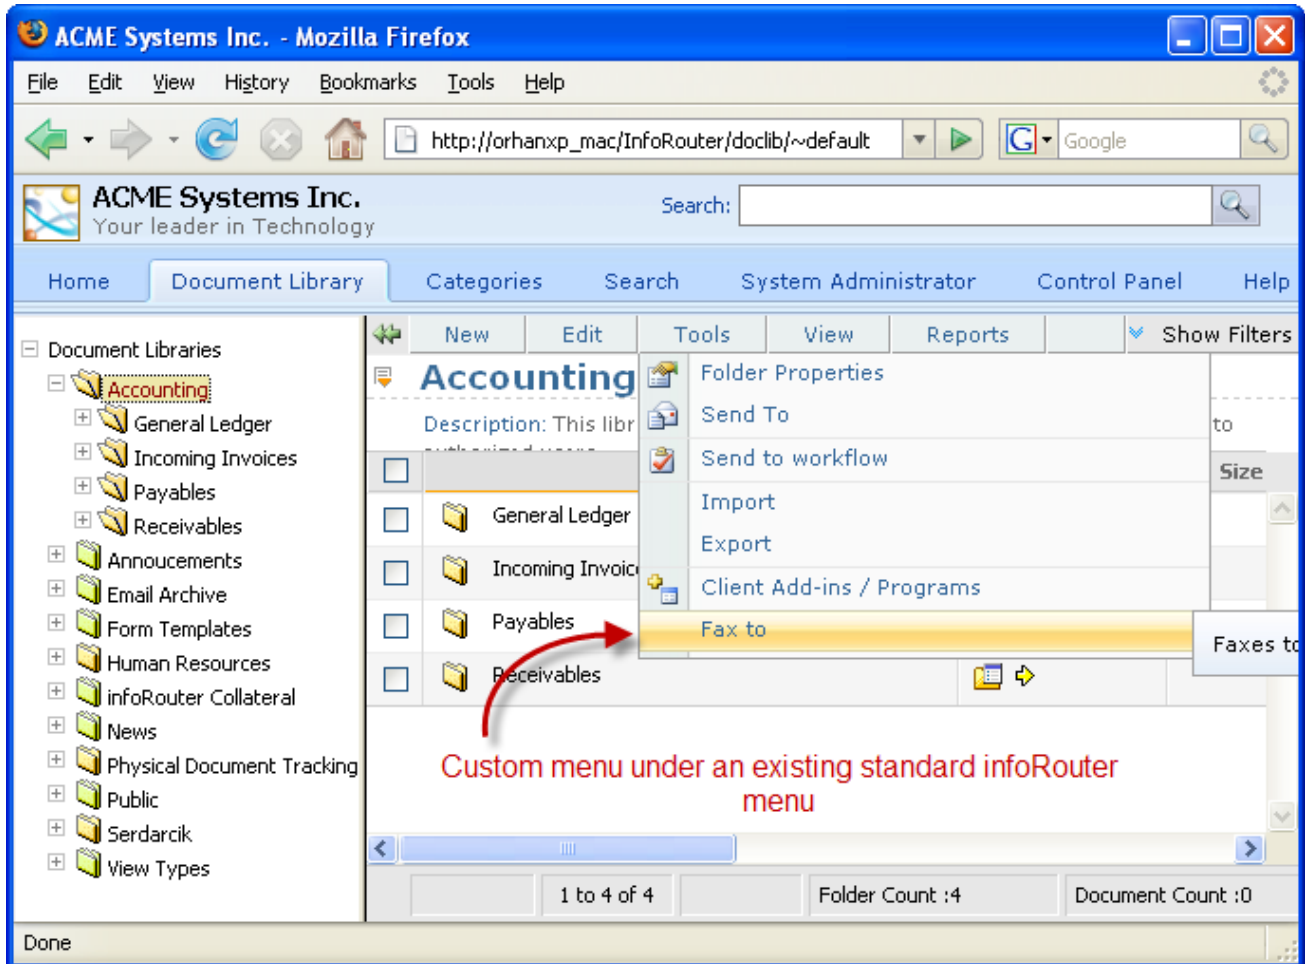 ACME Systems Inc. - Mozilla Firefox
File Edit View History Bookmarks Tools Help
http://orhanxp_mac/InfoRouter/doclib/~default G Google
ACME Systems Inc.
Your leader in Technology
Search:
Home Document Library Categories Search System Administrator Control Panel Help
Document Libraries
Accounting
General Ledger
Incoming Invoices
Payables
Receivables
Annoucements
Email Archive
Form Templates
Human Resources
infoRouter Collateral
News
Physical Document Tracking
Public
Serdarcik
View Types
New Edit Tools View Reports Show Filters
Accounting
Description: This libr
to
Size
General Ledger
Incoming Invoic
Payables
Receivables
Folder Properties
Send To
Send to workflow
Import
Export
Client Add-ins / Programs
Fax to
Faxes to
Custom menu under an existing standard infoRouter
menu
1 to 4 of 4 Folder Count :4 Document Count :0
Done